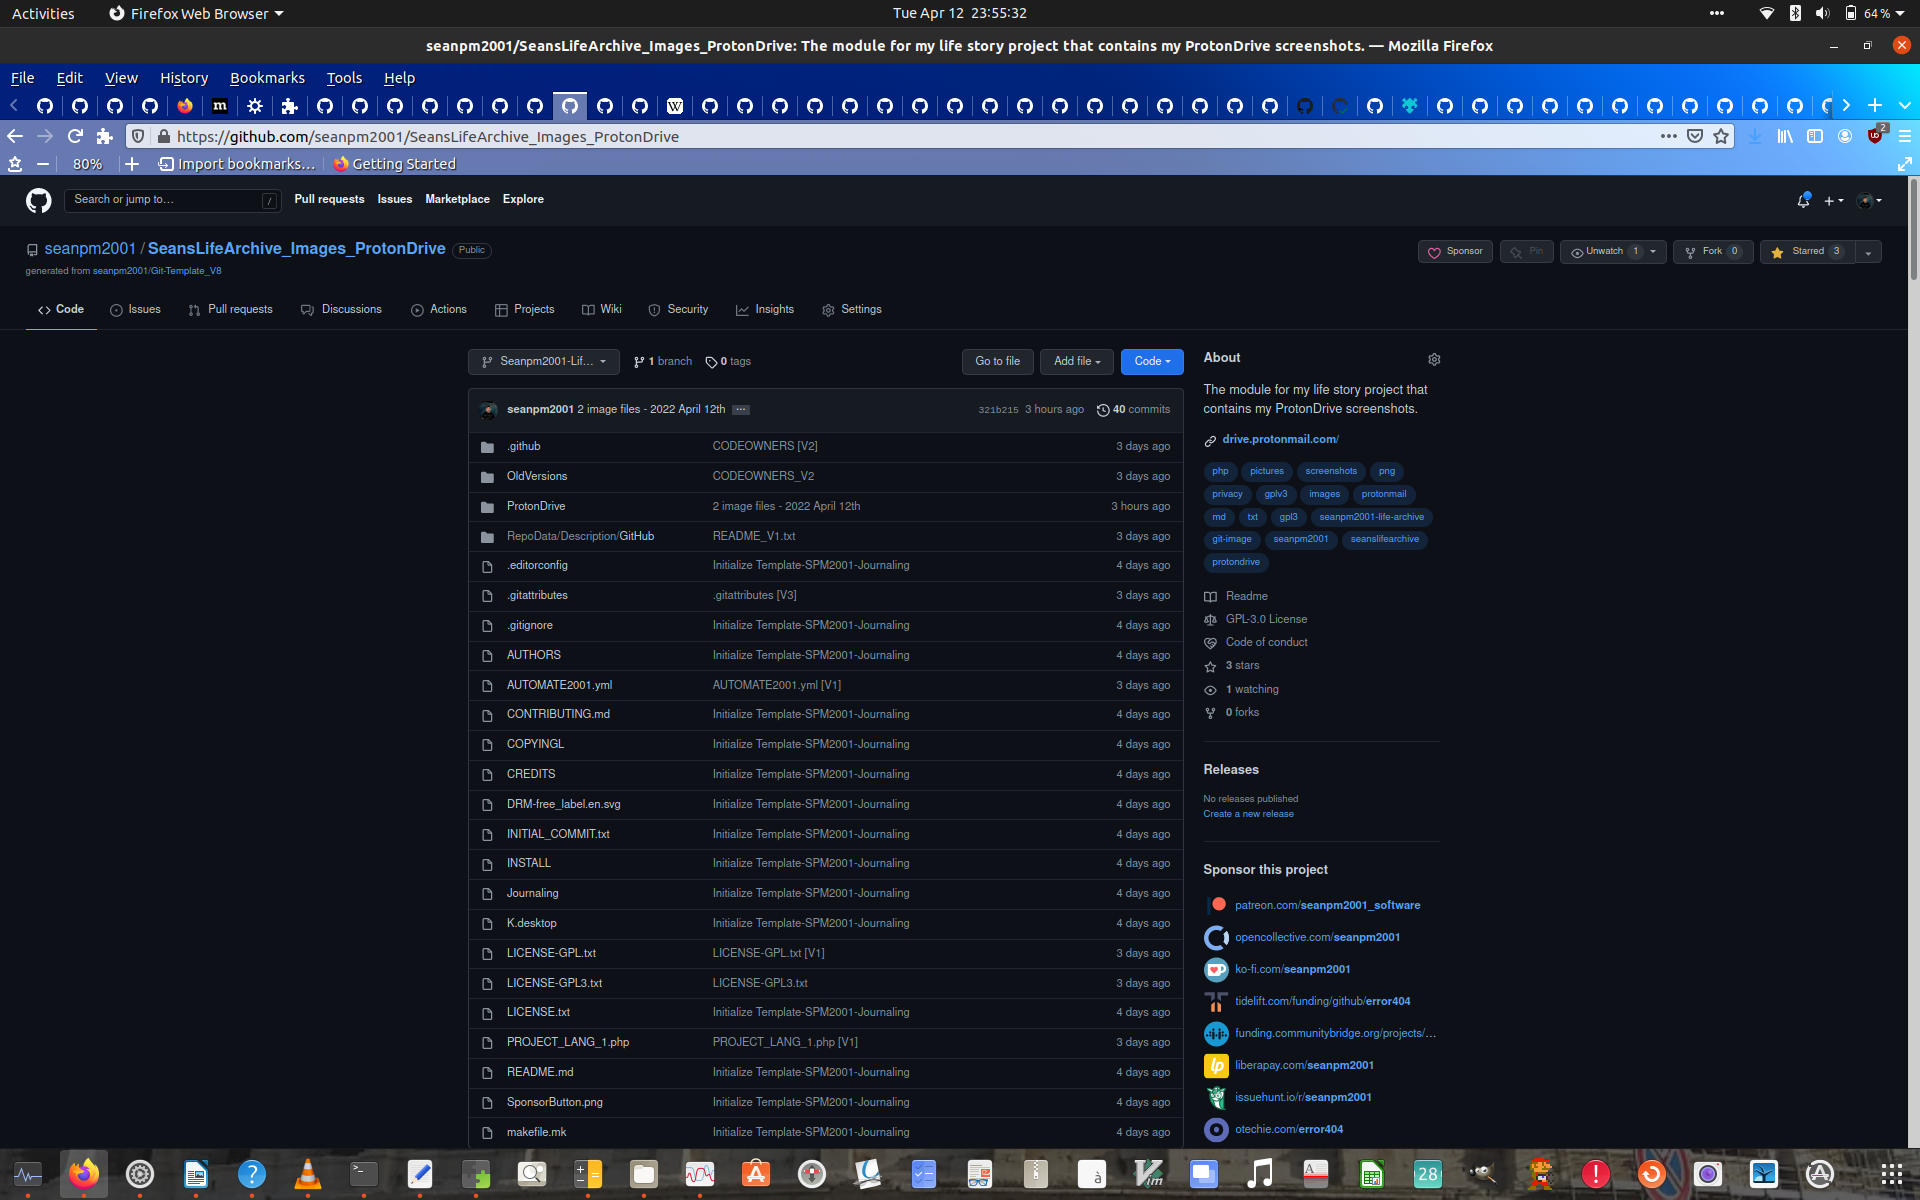 Activities Firefox Web Browser Tue Apr 12 23:55:32 64 %
seanpm2001/SeansLifeArchive_Images_ProtonDrive: The module for my life story project that contains my ProtonDrive screenshots. — Mozilla Firefox
File Edit View History Bookmarks Tools Help
https://github.com/seanpm2001/SeansLifeArchive_Images_ProtonDrive 2
80% Import bookmarks… Getting Started
Search or jump to… / Pull requests Issues Marketplace Explore
seanpm2001 / SeansLifeArchive_Images_ProtonDrive Public Sponsor Pin Unwatch 1 Fork 0 Starred 3
generated from seanpm2001/Git-Template_V8
Code Issues Pull requests Discussions Actions Projects Wiki Security Insights Settings
Seanpm2001-Lif… 1 branch 0 tags Go to file Add file Code
seanpm2001 2 image files - 2022 April 12th ... 321b215 3 hours ago 40 commits
.github CODEOWNERS [V2] 3 days ago
OldVersions CODEOWNERS_V2 3 days ago
ProtonDrive 2 image files - 2022 April 12th 3 hours ago
RepoData/Description/GitHub README_V1.txt 3 days ago
.editorconfig Initialize Template-SPM2001-Journaling 4 days ago
.gitattributes .gitattributes [V3] 3 days ago
.gitignore Initialize Template-SPM2001-Journaling 4 days ago
AUTHORS Initialize Template-SPM2001-Journaling 4 days ago
AUTOMATE2001.yml AUTOMATE2001.yml [V1] 3 days ago
CONTRIBUTING.md Initialize Template-SPM2001-Journaling 4 days ago
COPYINGL Initialize Template-SPM2001-Journaling 4 days ago
CREDITS Initialize Template-SPM2001-Journaling 4 days ago
DRM-free_label.en.svg Initialize Template-SPM2001-Journaling 4 days ago
INITIAL_COMMIT.txt Initialize Template-SPM2001-Journaling 4 days ago
INSTALL Initialize Template-SPM2001-Journaling 4 days ago
Journaling Initialize Template-SPM2001-Journaling 4 days ago
K.desktop Initialize Template-SPM2001-Journaling 4 days ago
LICENSE-GPL.txt LICENSE-GPL.txt [V1] 3 days ago
LICENSE-GPL3.txt LICENSE-GPL3.txt 3 days ago
LICENSE.txt Initialize Template-SPM2001-Journaling 4 days ago
PROJECT_LANG_1.php PROJECT_LANG_1.php [V1] 3 days ago
README.md Initialize Template-SPM2001-Journaling 4 days ago
SponsorButton.png Initialize Template-SPM2001-Journaling 4 days ago
makefile.mk Initialize Template-SPM2001-Journaling 4 days ago
About
The module for my life story project that
contains my ProtonDrive screenshots.
drive.protonmail.com/
php pictures screenshots png
privacy gplv3 images protonmail
md txt gpl3 seanpm2001-life-archive
git-image seanpm2001 seanslifearchive
protondrive
Readme
GPL-3.0 License
Code of conduct
3 stars
1 watching
0 forks
Releases
No releases published
Create a new release
Sponsor this project
patreon.com/seanpm2001_software
opencollective.com/seanpm2001
ko-fi.com/seanpm2001
tidelift.com/funding/github/error404
funding.communitybridge.org/projects/…
liberapay.com/seanpm2001
issuehunt.io/r/seanpm2001
otechie.com/error404
28